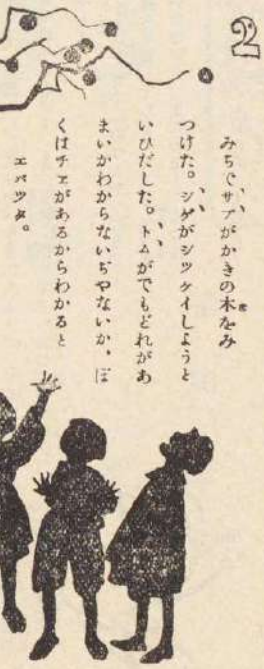 2
みちでサブがかきの木をみ
つけた。シゲがシツケイしようと
いひだした。トムがでもどれがあ
まいかわからないぢやないか、ぼ
くはチエがあるからわかると
エバツタ。